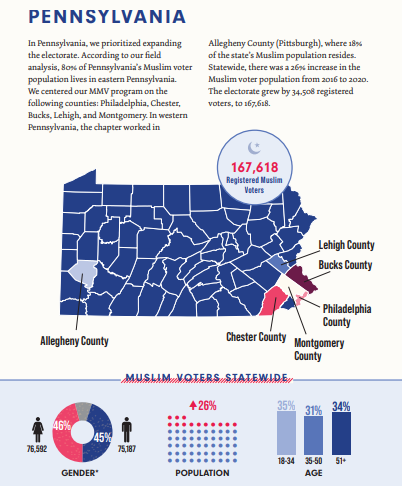 PENNSYLVANIA
In Pennsylvania, we prioritized expanding
the electorate. According to our field
analysis, 80% of Pennsylvania's Muslim voter
population lives in eastern Pennsylvania.
We centered our MMV program on the
following counties: Philadelphia, Chester,
Bucks, Lehigh, and Montgomery. In western
Pennsylvania, the chapter worked in
Allegheny County (Pittsburgh), where 18%
of the state's Muslim population resides.
Statewide, there was a 26% increase in the
Muslim voter population from 2016 to 2020.
The electorate grew by 34,508 registered
voters, to 167,618.
167,618
Registered Muslim
Voters
Lehigh County
Bucks County
Philadelphia
County
Montgomery
County
Chester County
Allegheny County
MUSLIM VOTERS STATEWIDE
76,592
46%
45%
75,187
GENDER*
26%
POPULATION
35%
31%
34%
18-34
35-50
51+
AGE